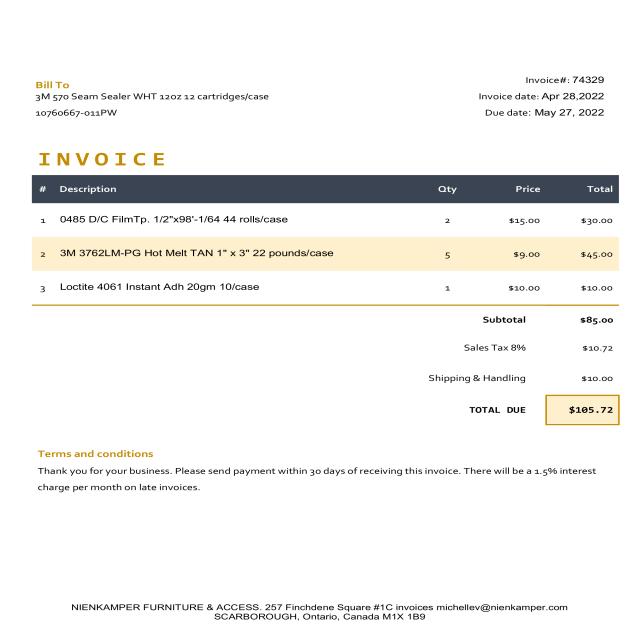 Invoice#: 74329
Bill To
3M 570 Seam Sealer WHT 12oz 12 cartridges/case
Invoice date: Apr 28,2022
10760667-011PW
Due date: May 27, 2022
INVOICE
# Description Qty Price Total
1 0485 D/C FilmTp. 1/2"x98'-1/64 44 rolls/case 2 $15.00 $30.00
2 3M 3762LM-PG Hot Melt TAN 1" x 3" 22 pounds/case 5 $9.00 $45.00
3 Loctite 4061 Instant Adh 20gm 10/case 1 $10.00 $10.00
Subtotal $85.00
Sales Tax 8% $10.72
Shipping & Handling $10.00
TOTAL DUE $105.72
Terms and conditions
Thank you for your business. Please send payment within 30 days of receiving this invoice. There will be a 1.5% interest
charge per month on late invoices.
NIENKAMPER FURNITURE & ACCESS. 257 Finchdene Square #1C invoices michellev@nienkamper.com
SCARBOROUGH, Ontario, Canada M1X 1B9